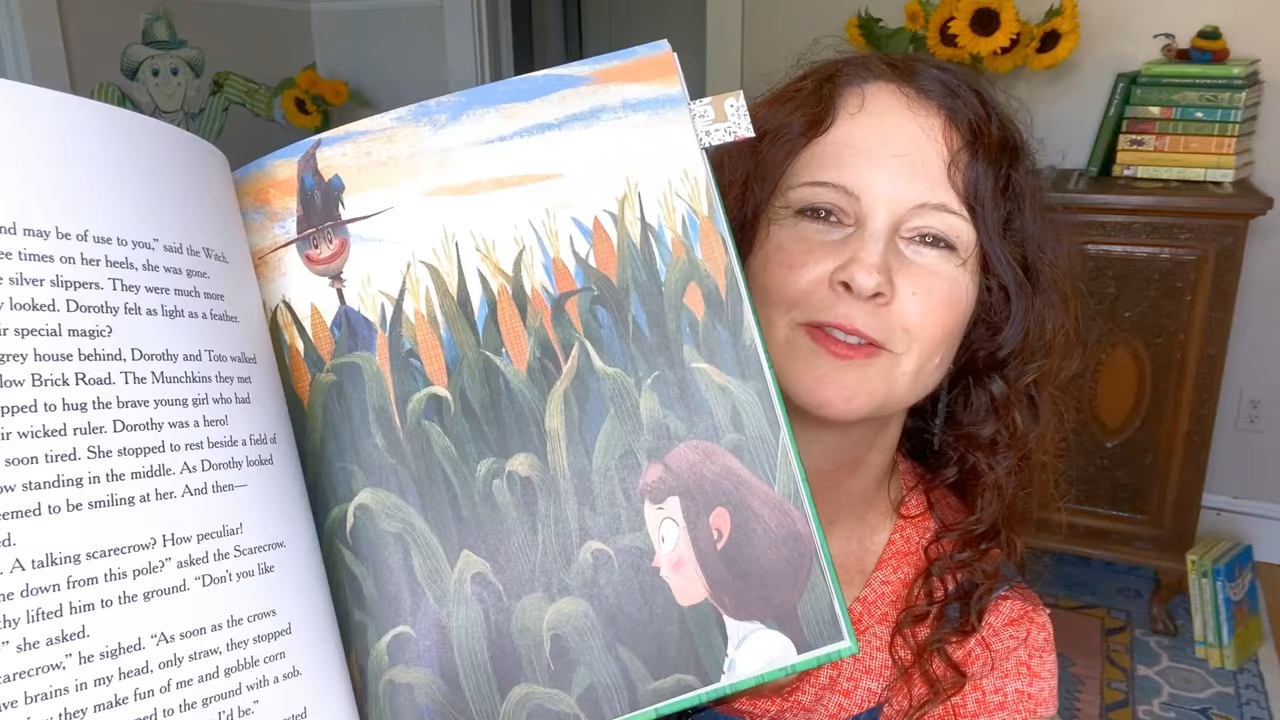 nd may be of use to you," said the Witch.
ee times on her heels, she was gone.
e silver slippers. They were much more
y looked. Dorothy felt as light as a feather.
ir special magic?
grey house behind, Dorothy and Toto walked
low Brick Road. The Munchkins they met
pped to hug the brave young girl who had
ir wicked ruler. Dorothy was a hero!
soon tired. She stopped to rest beside a field of
ow standing in the middle. As Dorothy looked
eemed to be smiling at her. And then—
ed.
. A talking scarecrow? How peculiar!
ne down from this pole?" asked the Scarecrow.
thy lifted him to the ground. "Don't you like
" she asked.
carecrow," he sighed. "As soon as the crows
ave brains in my head, only straw, they stopped
they make fun of me and gobble corn
ped to the ground with a sob.
I'd be."
ested